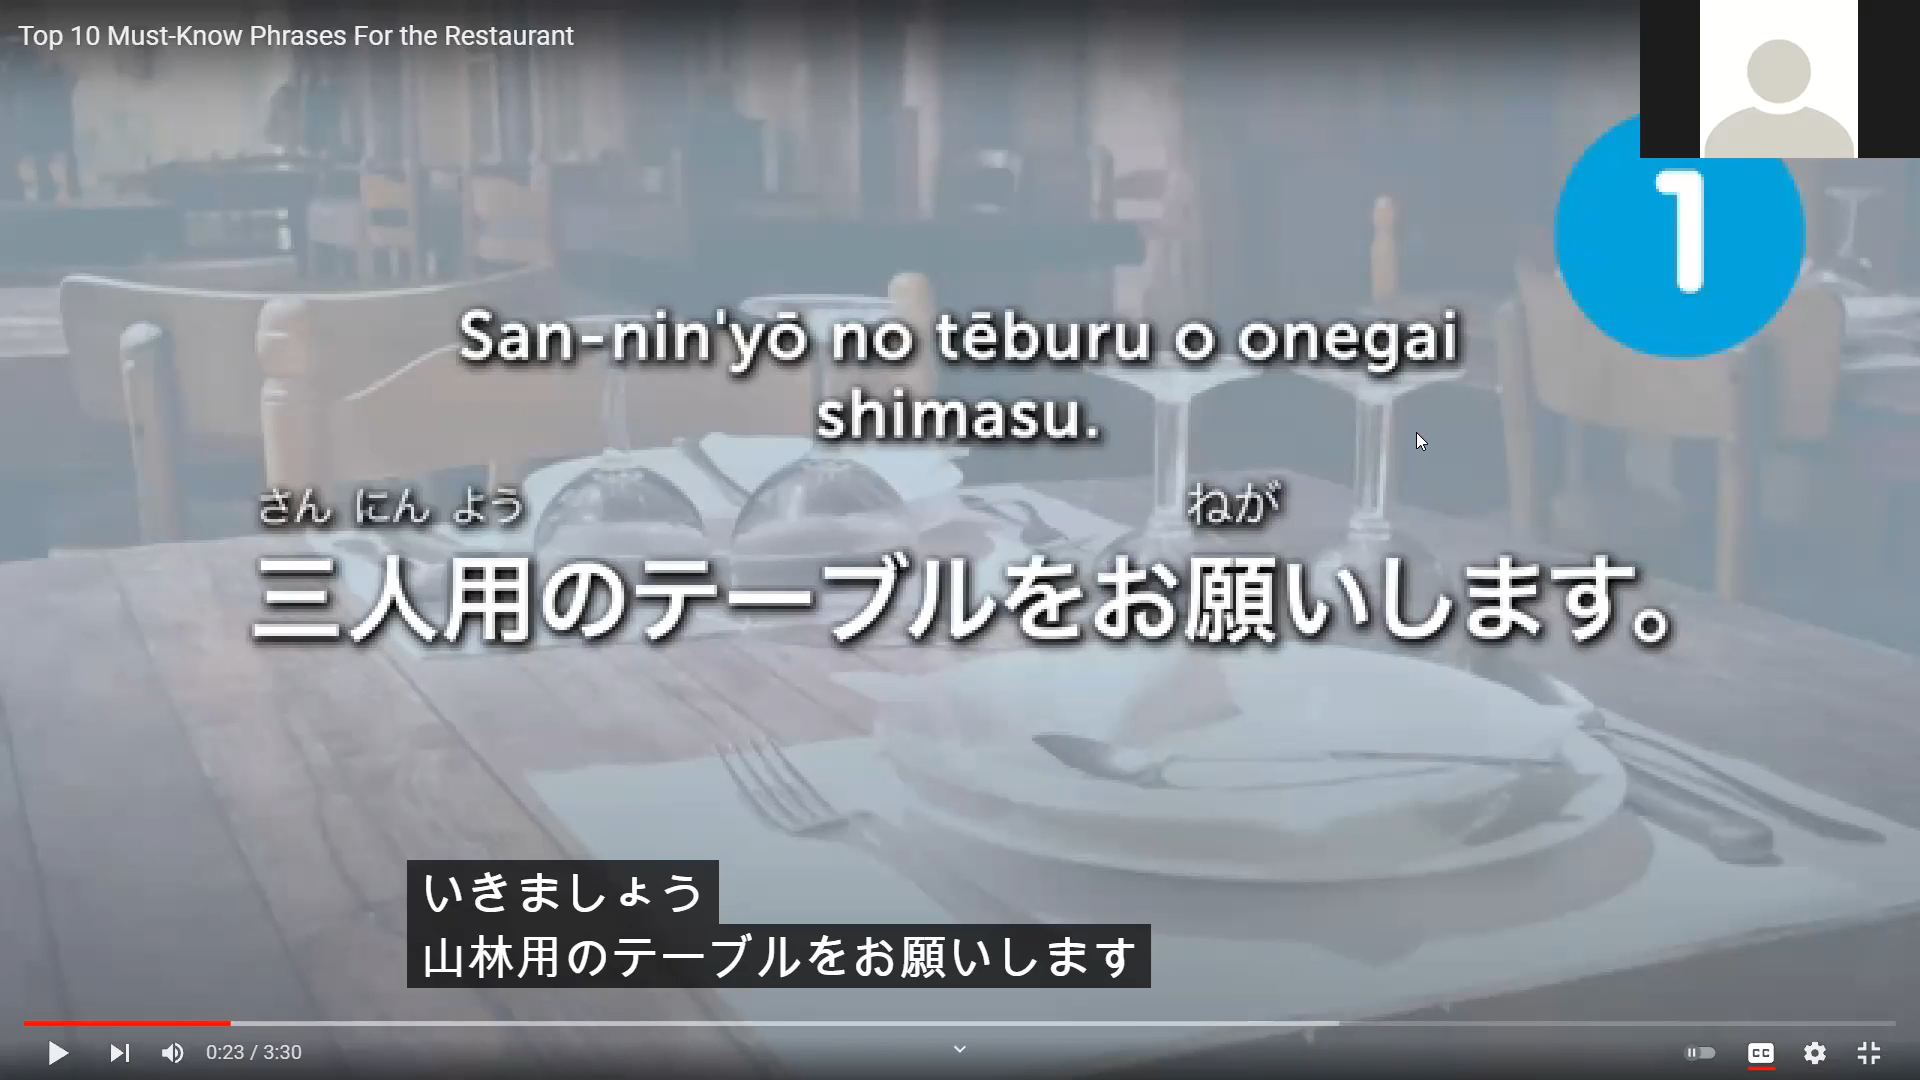 Top 10 Must-Know Phrases For the Restaurant
1
San-nin'yō no tēburu o onegai
shimasu.
さん にん よう ねが
三人用のテーブルをお願いします。
いきましょう
山林用のテーブルをお願いします
0:23 / 3:30
CC